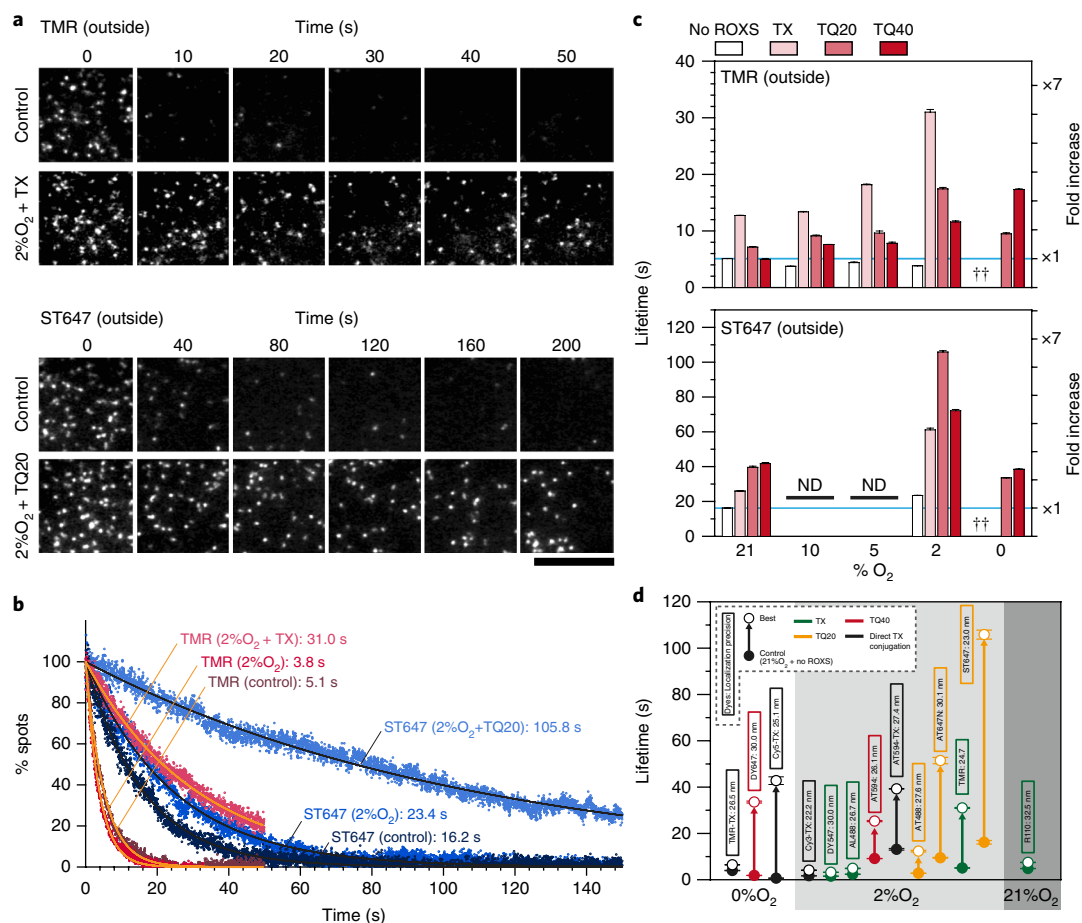 a
TMR (outside)
Time (s)
0 10 20 30 40 50
Control
2%O2 + TX
ST647 (outside)
Time (s)
0 40 80 120 160 200
Control
2%O2 + TQ20
b
% spots
100
80
60
40
20
0
TMR (2%O2 + TX): 31.0 s
TMR (2%O2): 3.8 s
TMR (control): 5.1 s
ST647 (2%O2+TQ20): 105.8 s
ST647 (2%O2): 23.4 s
ST647 (control): 16.2 s
0 20 40 60 80 100 120 140
Time (s)
c
No ROXS TX TQ20 TQ40
TMR (outside)
40
30
20
10
0
×7
×1
Fold increase
††
Lifetime (s)
ST647 (outside)
120
100
80
60
40
20
0
ND ND
††
×7
×1
Fold increase
21 10 5 2 0
% O2
d
Lifetime (s)
120
100
80
60
40
20
0
Dyes: Localization precision
Best
Control
(21%O2 + no ROXS)
TX
TQ20
TQ40
Direct TX
conjugation
TMR-TX: 26.5 nm
DY647: 30.0 nm
Cy5-TX: 25.1 nm
Cy3-TX: 22.2 nm
DY547: 30.0 nm
AL488: 26.7 nm
AT594: 26.1 nm
AT594-TX: 27.4 nm
AT488: 27.6 nm
AT647N: 30.1 nm
TMR: 24.7
ST647: 23.0 nm
R110: 32.5 nm
0%O2 2%O2 21%O2